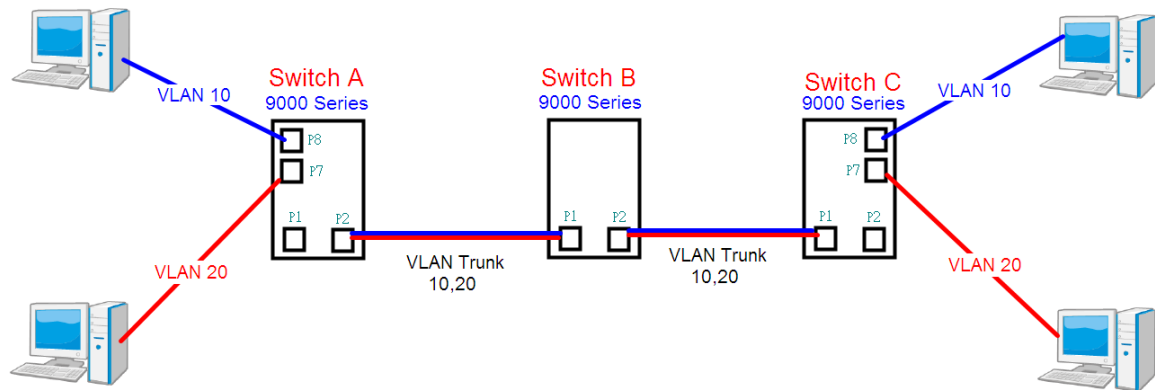 Switch A
9000 Series
Switch B
9000 Series
Switch C
9000 Series
VLAN 10
VLAN 10
P8
P7
P8
P7
P1
P2
P1
P2
P1
P2
VLAN 20
VLAN 20
VLAN Trunk
10,20
VLAN Trunk
10,20